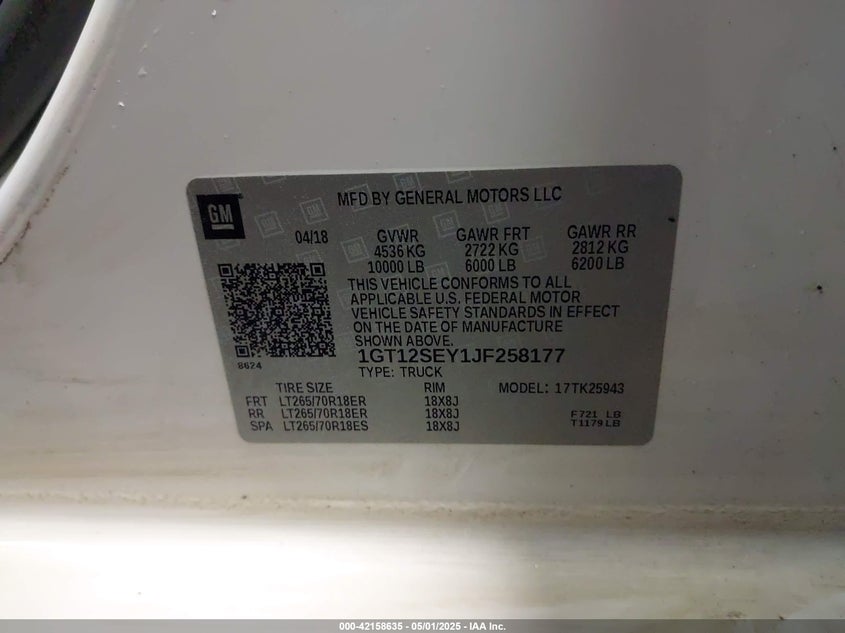 GM
MFD BY GENERAL MOTORS LLC
04/18 GVWR GAWR FRT GAWR RR
4536 KG 2722 KG 2812 KG
10000 LB 6000 LB 6200 LB
THIS VEHICLE CONFORMS TO ALL
APPLICABLE U.S. FEDERAL MOTOR
VEHICLE SAFETY STANDARDS IN EFFECT
ON THE DATE OF MANUFACTURE
SHOWN ABOVE.
8624
1GT12SEY1JF258177
TYPE: TRUCK
TIRE SIZE RIM MODEL: 17TK25943
FRT LT265/70R18ER 18X8J
RR LT265/70R18ER 18X8J F721 LB
SPA LT265/70R18ES 18X8J T1179 LB
000-42158635 - 05/01/2025 - IAA Inc.